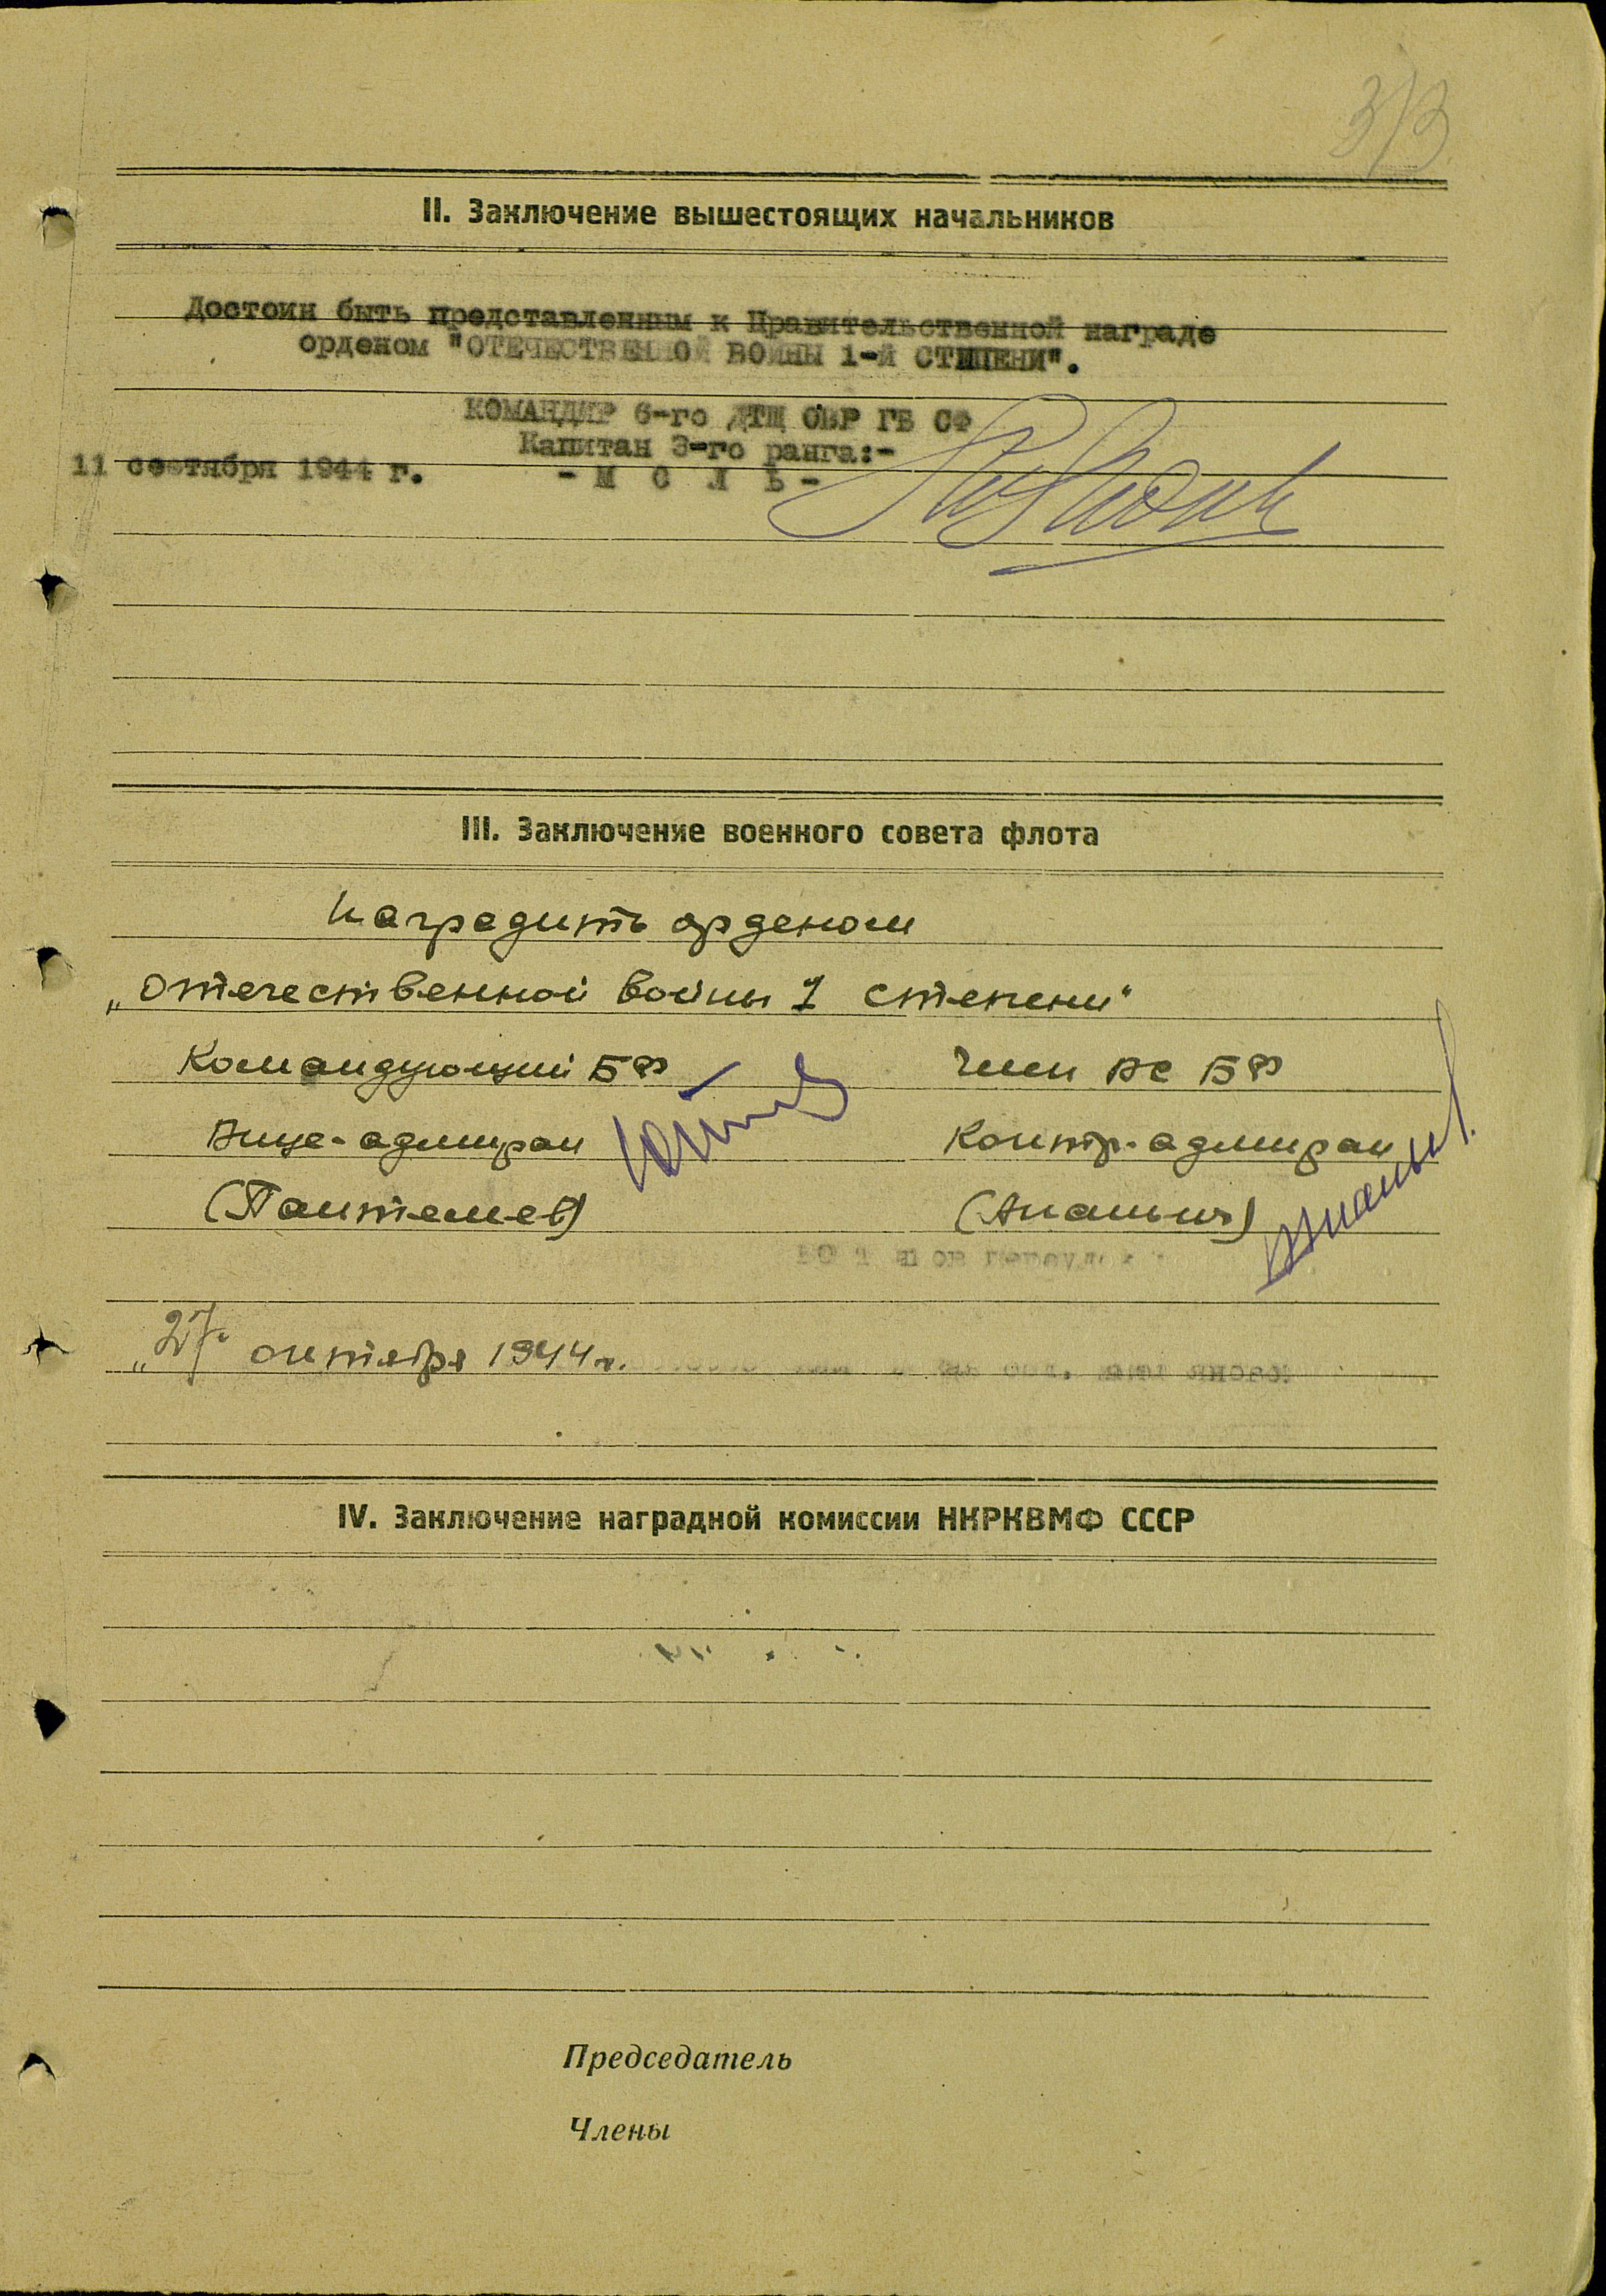 313
II. Заключение вышестоящих начальников
Достоин быть представленным к Правительственной награде
орденом "ОТЕЧЕСТВЕННОЙ ВОЙНЫ 1-й СТЕПЕНИ".
КОМАНДИР 6-го ДТЩ ОВР ГБ СФ
Капитан 3-го ранга:-
11 сентября 1944 г.
III. Заключение военного совета флота
Наградить орденом
„Отечественной войны 1 степени"
Командующий БФ Член ВС БФ
Вице-адмирал Контр-адмирал
(Пантелеев) (Ананьич)
„27" октября 1944 г.
IV. Заключение наградной комиссии НКРКВМФ СССР
Председатель
Члены